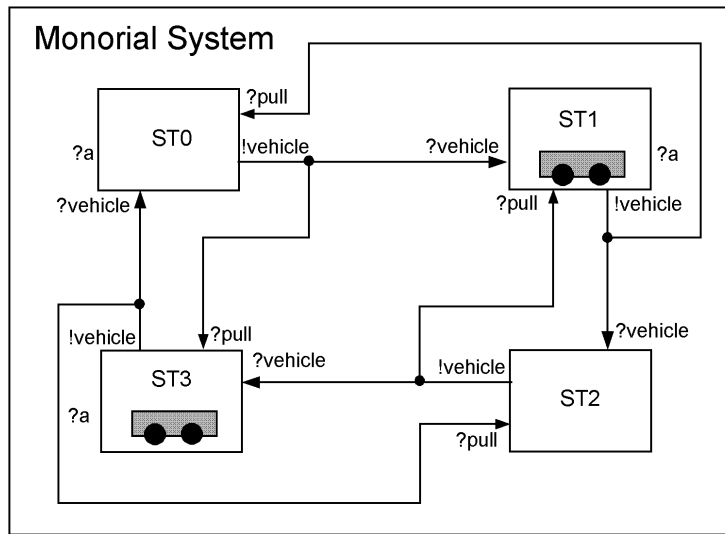 Monorial System
?pull
ST0
!vehicle
?a
?vehicle
?vehicle
ST1
?a
?pull
!vehicle
!vehicle
?pull
ST3
?a
?vehicle
!vehicle
?vehicle
ST2
?pull